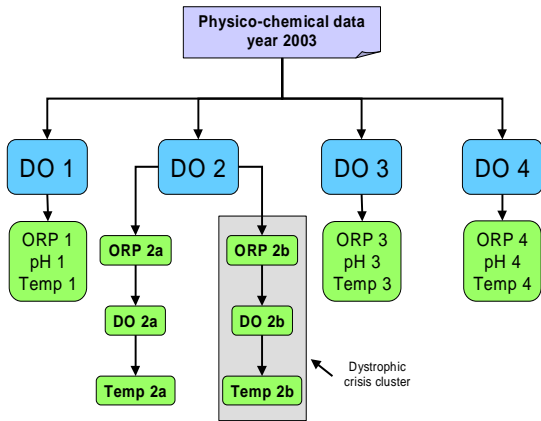 Physico-chemical data
year 2003
DO 1
DO 2
DO 3
DO 4
ORP 1
pH 1
Temp 1
ORP 2a
DO 2a
Temp 2a
ORP 2b
DO 2b
Temp 2b
ORP 3
pH 3
Temp 3
ORP 4
pH 4
Temp 4
Dystrophic
crisis cluster